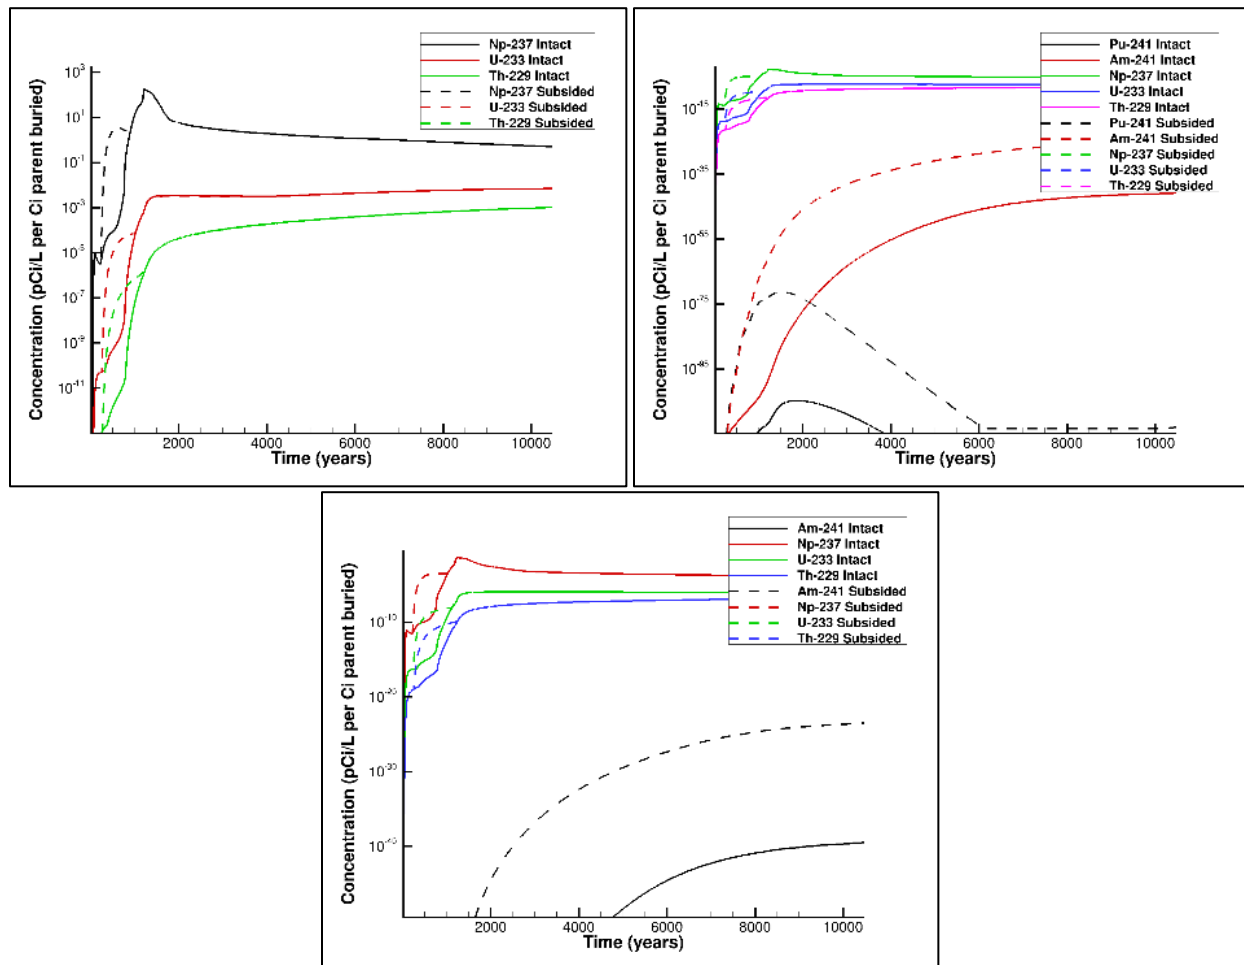 Np-237 Intact
U-233 Intact
Th-229 Intact
Np-237 Subsided
U-233 Subsided
Th-229 Subsided
Concentration (pCi/L per Ci parent buried)
10³
10¹
10⁻¹
10⁻³
10⁻⁵
10⁻⁷
10⁻⁹
10⁻¹¹
2000 4000 6000 8000 10000
Time (years)
Pu-241 Intact
Am-241 Intact
Np-237 Intact
U-233 Intact
Th-229 Intact
Pu-241 Subsided
Am-241 Subsided
Np-237 Subsided
U-233 Subsided
Th-229 Subsided
Concentration (pCi/L per Ci parent buried)
10⁻¹⁵
10⁻³⁵
10⁻⁵⁵
10⁻⁷⁵
10⁻⁹⁵
2000 4000 6000 8000 10000
Time (years)
Am-241 Intact
Np-237 Intact
U-233 Intact
Th-229 Intact
Am-241 Subsided
Np-237 Subsided
U-233 Subsided
Th-229 Subsided
Concentration (pCi/L per Ci parent buried)
10⁻¹⁰
10⁻²⁰
10⁻³⁰
10⁻⁴⁰
2000 4000 6000 8000 10000
Time (years)